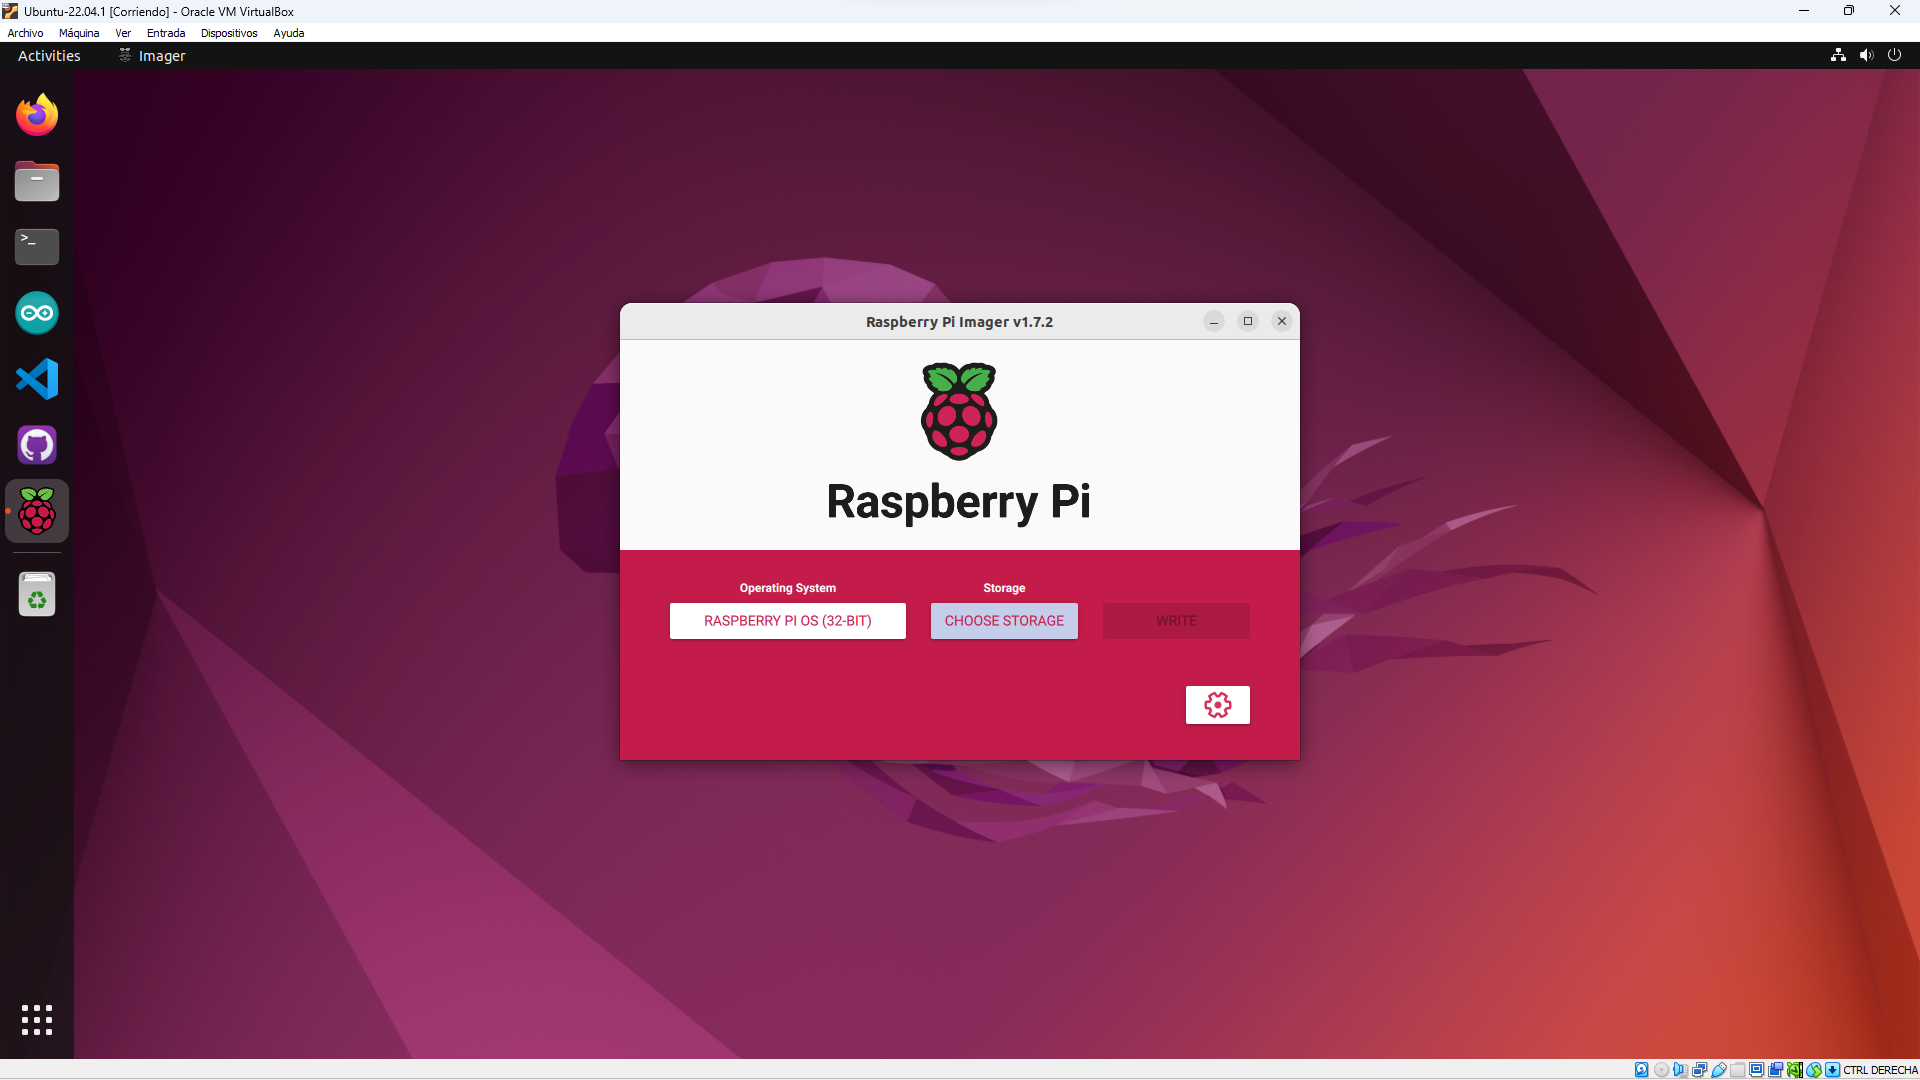 Ubuntu-22.04.1 [Corriendo] - Oracle VM VirtualBox
Archivo Máquina Ver Entrada Dispositivos Ayuda
Activities Imager
>_
Raspberry Pi Imager v1.7.2
Raspberry Pi
Operating System Storage
RASPBERRY PI OS (32-BIT) CHOOSE STORAGE WRITE
CTRL DERECHA